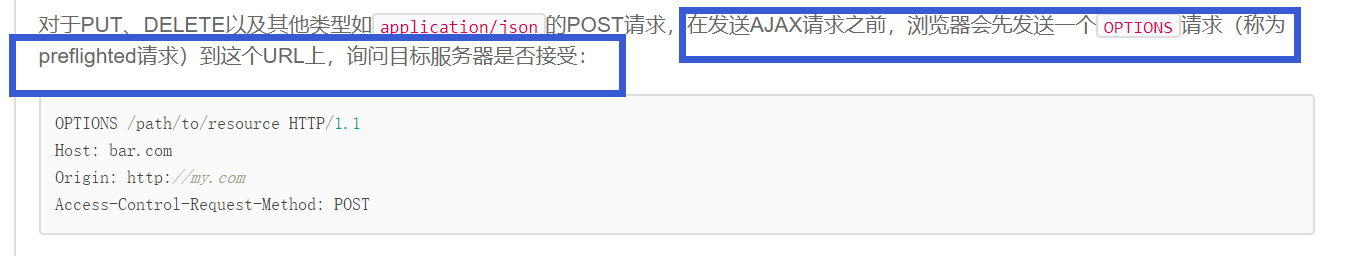 对于PUT、DELETE以及其他类型如application/json的POST请求，在发送AJAX请求之前，浏览器会先发送一个OPTIONS请求（称为
preflighted请求）到这个URL上，询问目标服务器是否接受：
OPTIONS /path/to/resource HTTP/1.1
Host: bar.com
Origin: http://my.com
Access-Control-Request-Method: POST